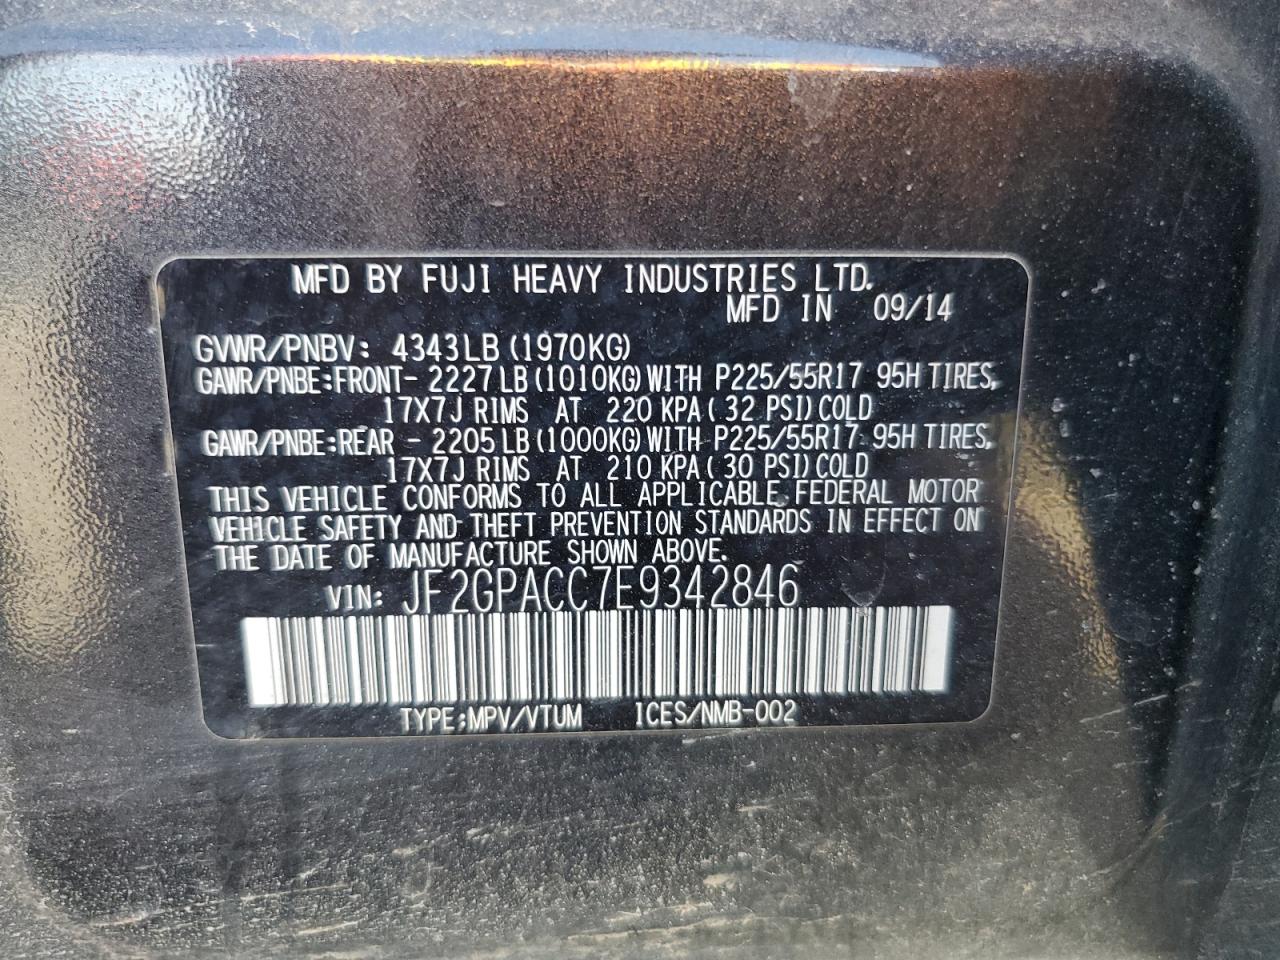 MFD BY FUJI HEAVY INDUSTRIES LTD.
MFD IN 09/14
GVWR/PNBV: 4343LB (1970KG)
GAWR/PNBE:FRONT- 2227LB (1010KG) WITH P225/55R17 95H TIRES,
17X7J RIMS AT 220 KPA ( 32 PSI) COLD
GAWR/PNBE:REAR - 2205LB (1000KG) WITH P225/55R17 95H TIRES,
17X7J RIMS AT 210 KPA ( 30 PSI) COLD
THIS VEHICLE CONFORMS TO ALL APPLICABLE FEDERAL MOTOR
VEHICLE SAFETY AND THEFT PREVENTION STANDARDS IN EFFECT ON
THE DATE OF MANUFACTURE SHOWN ABOVE.
VIN: JF2GPACC7E9342846
TYPE:MPV/VTUM ICES/NMB-002